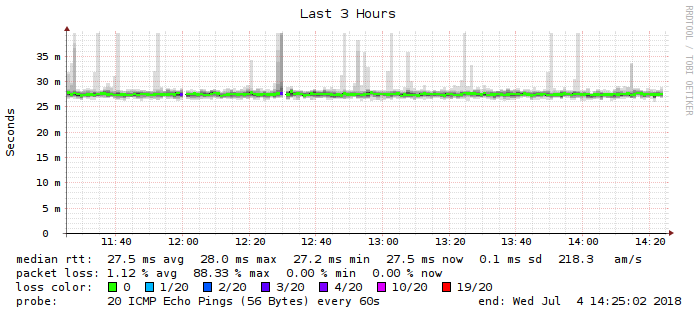 Last 3 Hours
RRDTOOL / TOBI OETIKER
Seconds
35 m
30 m
25 m
20 m
15 m
10 m
5 m
0
11:40 12:00 12:20 12:40 13:00 13:20 13:40 14:00 14:20
median rtt: 27.5 ms avg 28.0 ms max 27.2 ms min 27.5 ms now 0.1 ms sd 218.3 am/s
packet loss: 1.12 % avg 88.33 % max 0.00 % min 0.00 % now
loss color: 0 1/20 2/20 3/20 4/20 10/20 19/20
probe: 20 ICMP Echo Pings (56 Bytes) every 60s end: Wed Jul 4 14:25:02 2018